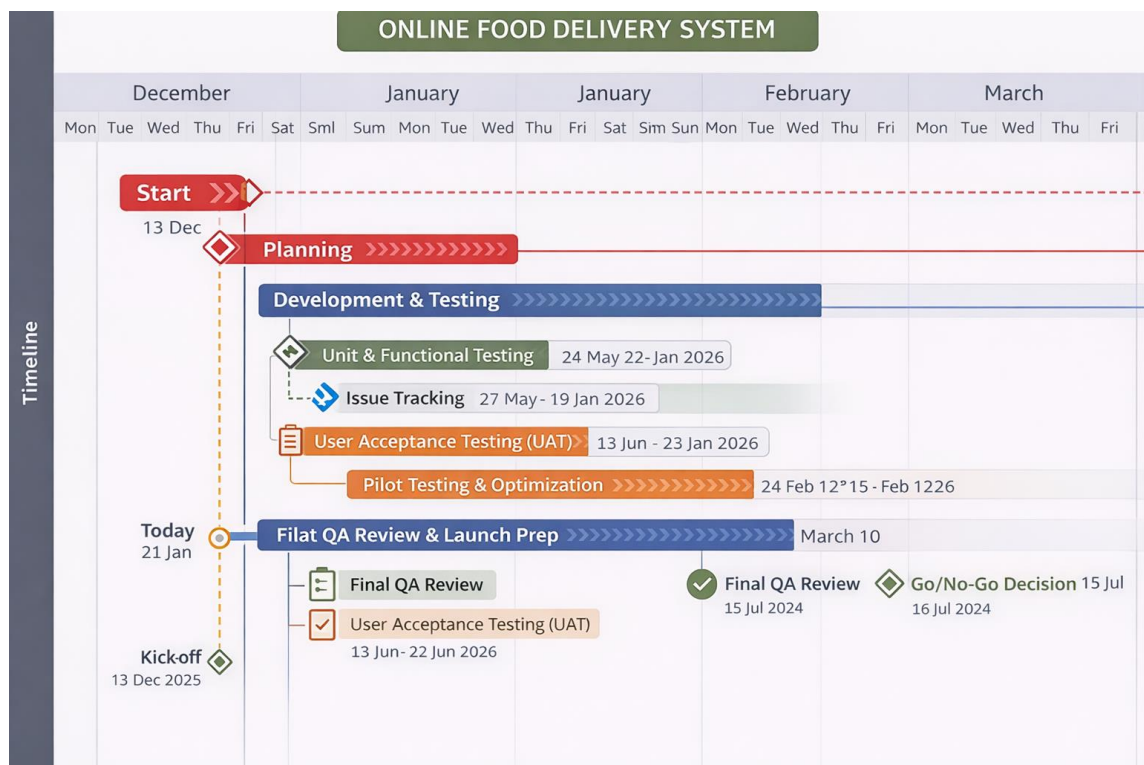 ONLINE FOOD DELIVERY SYSTEM
December January January February March
Mon Tue Wed Thu Fri Sat Sml Sum Mon Tue Wed Thu Fri Sat Sim Sun Mon Tue Wed Thu Fri Mon Tue Wed Thu Fri
Timeline
Start
13 Dec
Planning
Development & Testing
Unit & Functional Testing 24 May 22-Jan 2026
Issue Tracking 27 May - 19 Jan 2026
User Acceptance Testing (UAT) 13 Jun - 23 Jan 2026
Pilot Testing & Optimization 24 Feb 12°15 - Feb 1226
Today
21 Jan
Filat QA Review & Launch Prep March 10
Final QA Review
Final QA Review
15 Jul 2024
Go/No-Go Decision 15 Jul
16 Jul 2024
User Acceptance Testing (UAT)
13 Jun- 22 Jun 2026
Kick-off
13 Dec 2025